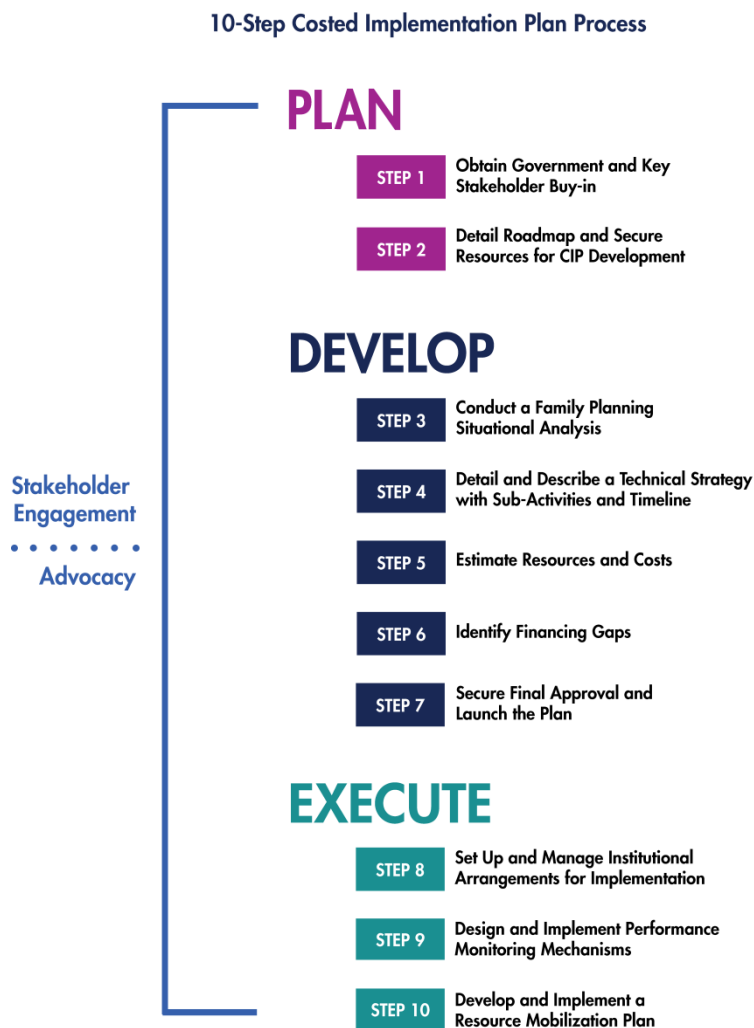 10-Step Costed Implementation Plan Process
PLAN
STEP 1
Obtain Government and Key
Stakeholder Buy-in
STEP 2
Detail Roadmap and Secure
Resources for CIP Development
DEVELOP
STEP 3
Conduct a Family Planning
Situational Analysis
STEP 4
Detail and Describe a Technical Strategy
with Sub-Activities and Timeline
Stakeholder
Engagement
Advocacy
STEP 5
Estimate Resources and Costs
STEP 6
Identify Financing Gaps
STEP 7
Secure Final Approval and
Launch the Plan
EXECUTE
STEP 8
Set Up and Manage Institutional
Arrangements for Implementation
STEP 9
Design and Implement Performance
Monitoring Mechanisms
STEP 10
Develop and Implement a
Resource Mobilization Plan